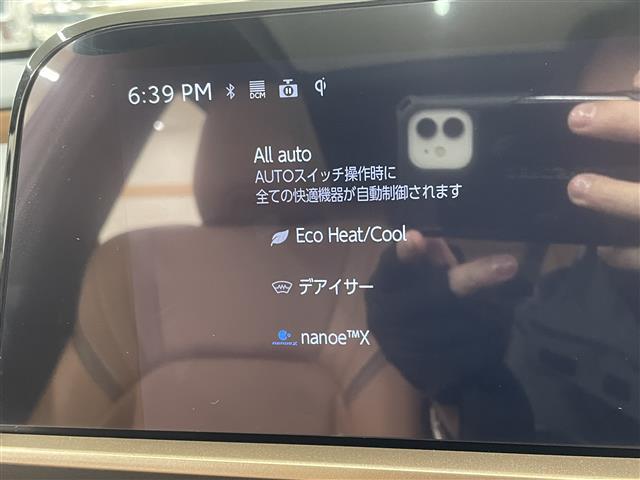 6:39 PM
DCM
All auto
AUTOスイッチ操作時に
全ての快適機器が自動制御されます
Eco Heat/Cool
デアイサー
nanoeX nanoe™X